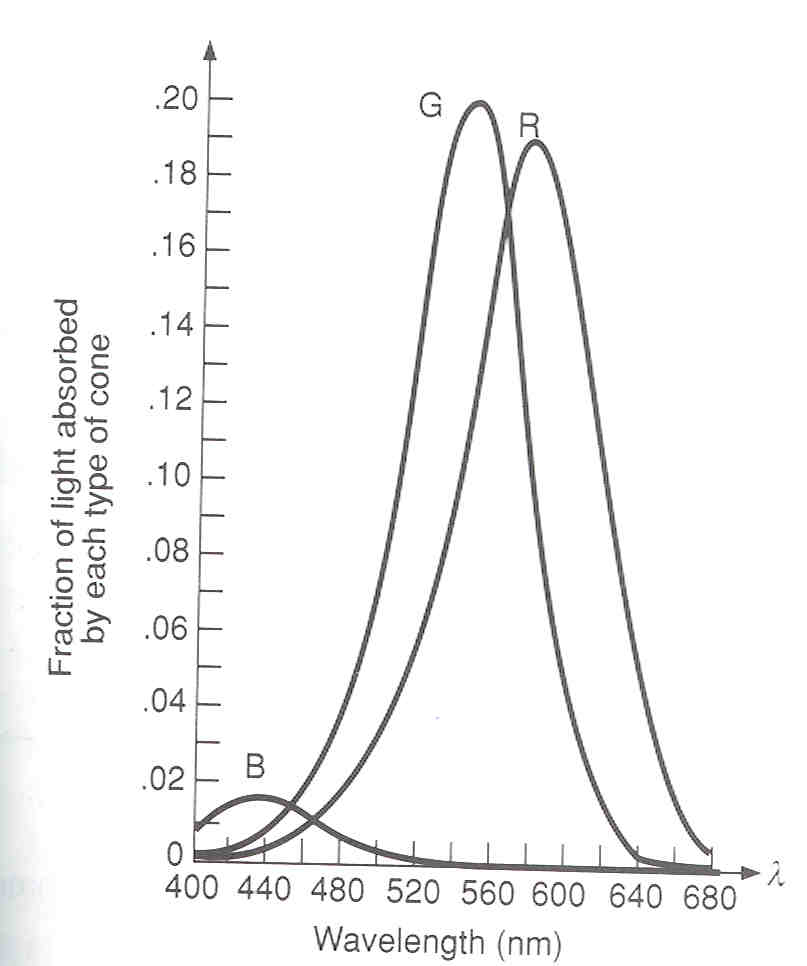 G
R
.20
.18
.16
.14
.12
.10
.08
.06
.04
.02
0
B
Fraction of light absorbed
by each type of cone
400 440 480 520 560 600 640 680
λ
Wavelength (nm)